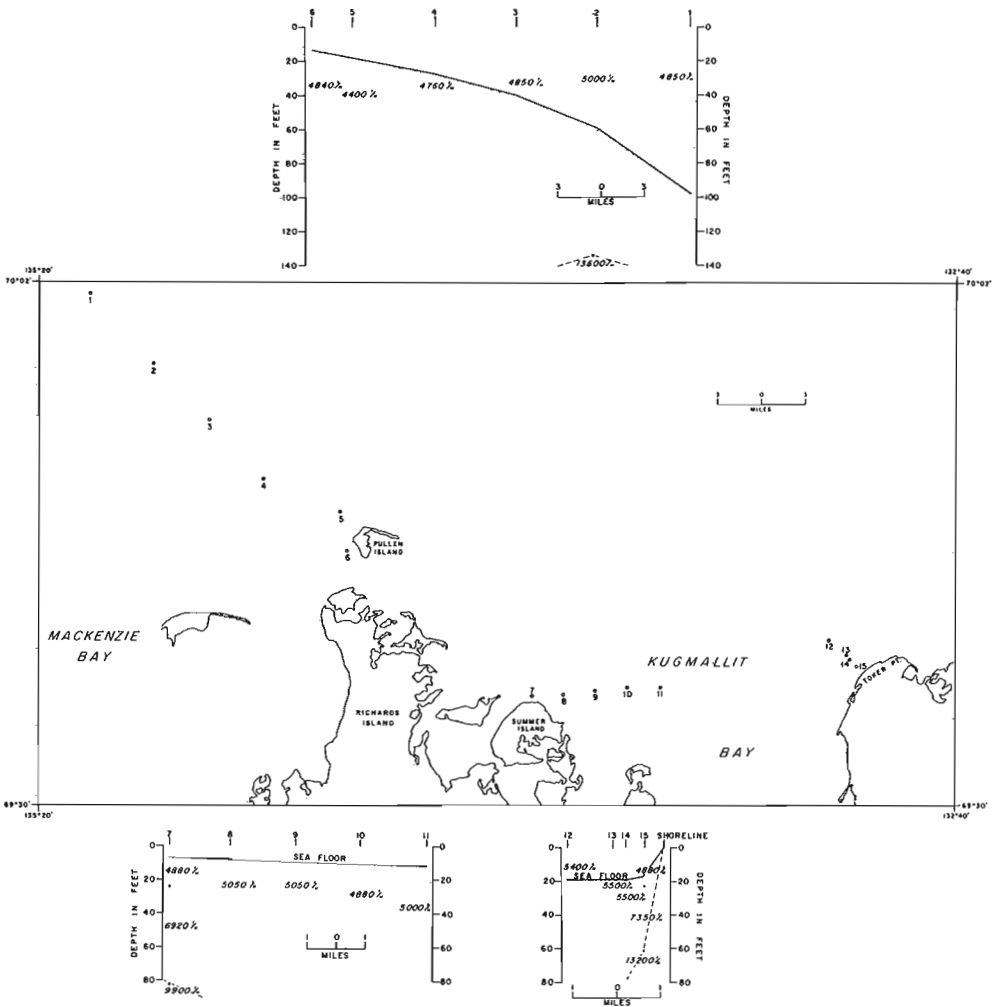 6 5 4 3 2 1
0 0
20 20
4840 '/. 4400 '/. 4760 '/. 4850 '/. 5000 '/. 4850 '/.
40 40
60 60
80 80
100 100
120 120
140 140
DEPTH IN FEET
DEPTH IN FEET
3 0 3
MILES
13600 '/.
135°20' 132°40'
70°02' 70°02'
1
2
3
4
5
6
PULLEN
ISLAND
3 0 3
MILES
MACKENZIE
BAY
RICHARDS
ISLAND
SUMMER
ISLAND
KUGMALLIT
BAY
7 8 9 10 11
12
13
14 15
TOKER PT.
69°30' 69°30'
135°20' 132°40'
7 8 9 10 11
0 0
SEA FLOOR
4880 '/. 5050 '/. 5050 '/. 4880 '/. 5000 '/.
20 20
40 40
6920 '/.
60 60
80 80
9900 '/.
DEPTH IN FEET
1 0 1
MILES
12 13 14 15 SHORELINE
0 0
5400 '/. 4880 '/.
SEA FLOOR
20 20
5500 '/.
5500 '/.
40 40
7350 '/.
60 60
13200 '/.
80 80
DEPTH IN FEET
1 0 1
MILES